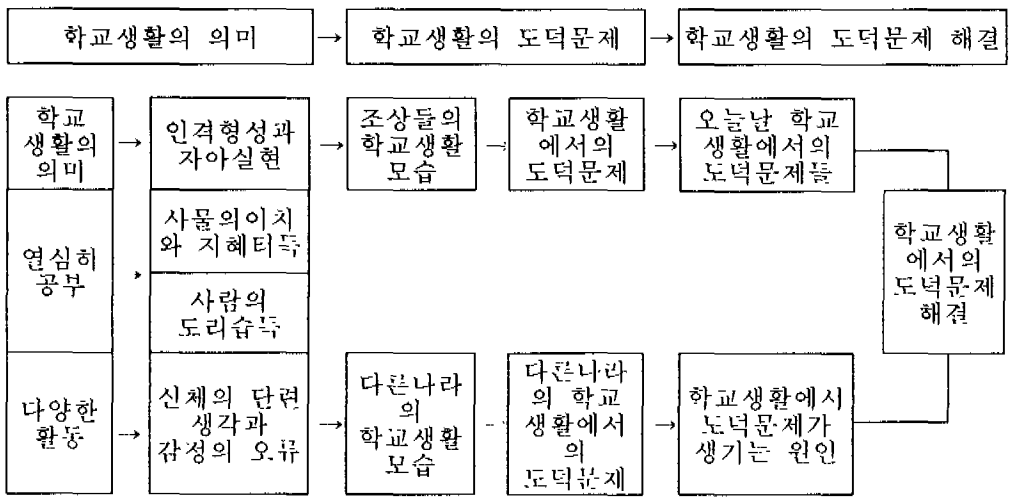 학교생활의 의미 → 학교생활의 도덕문제 → 학교생활의 도덕문제 해결
학교
생활의
의미
→
인격형성과
자아실현
→
조상들의
학교생활
모습
학교생활
에서의
도덕문제
→
오늘날 학교
생활에서의
도덕문제들
열심히
공부
→
사물의이치
와 지혜터득
사람의
도리습득
학교생활
에서의
도덕문제
해결
다양한
활동
→
신체의 단련
생각과
감정의 오류
→
다른나라
의
학교생활
모습
다른나라
의 학교
생활에서
의
도덕문제
→
학교생활에서
도덕문제가
생기는 원인